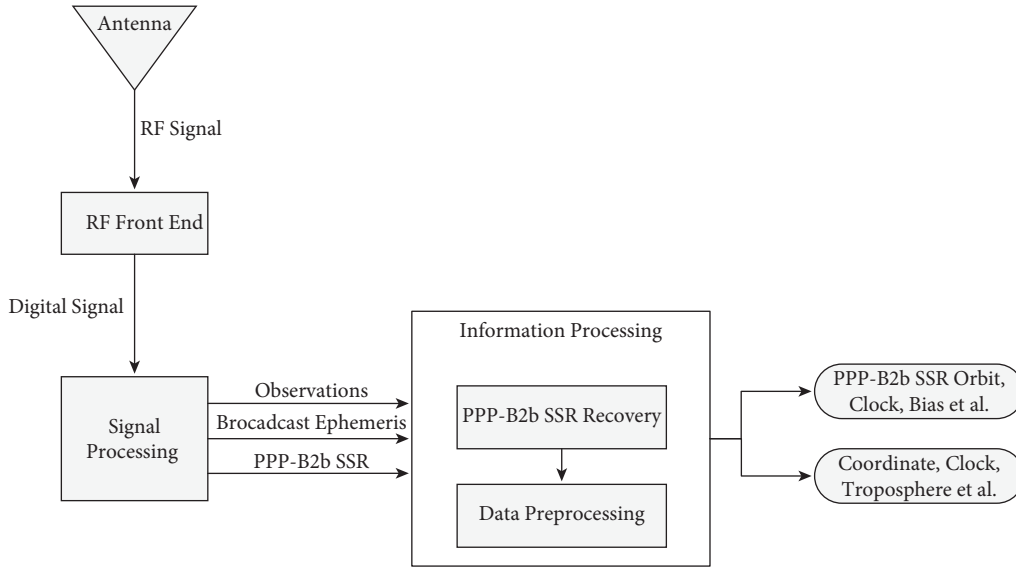 Antenna
RF Signal
RF Front End
Digital Signal
Signal
Processing
Observations
Brocadcast Ephemeris
PPP-B2b SSR
Information Processing
PPP-B2b SSR Recovery
Data Preprocessing
PPP-B2b SSR Orbit,
Clock, Bias et al.
Coordinate, Clock,
Troposphere et al.